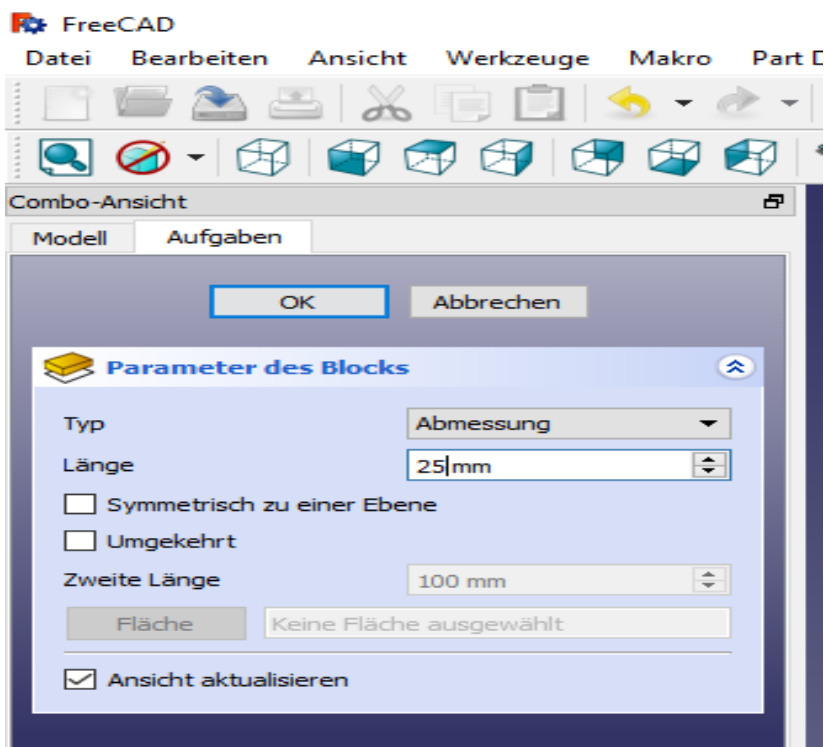 FreeCAD
Datei Bearbeiten Ansicht Werkzeuge Makro Part D
Combo-Ansicht
Modell Aufgaben
OK Abbrechen
Parameter des Blocks
Typ Abmessung
Länge 25 mm
Symmetrisch zu einer Ebene
Umgekehrt
Zweite Länge 100 mm
Fläche Keine Fläche ausgewählt
Ansicht aktualisieren